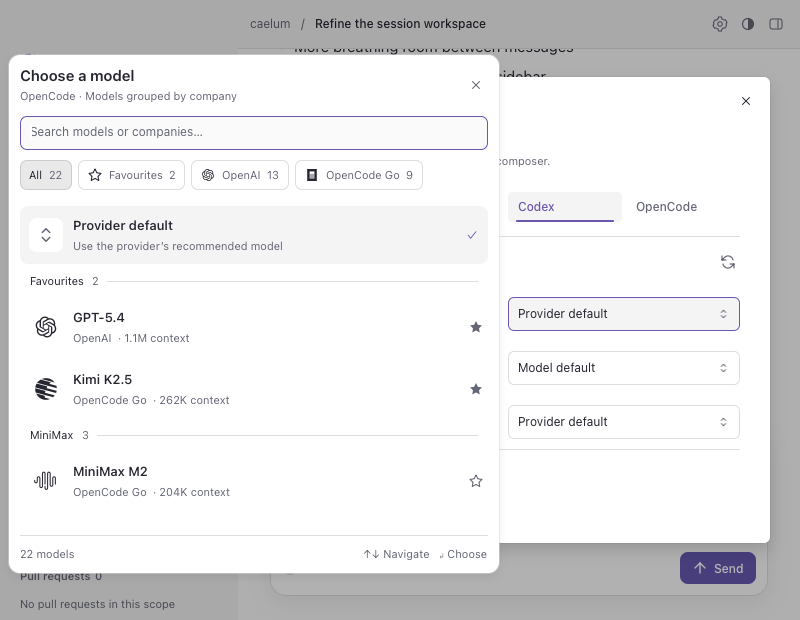 caelum / Refine the session workspace
More breathing room between messages
sidebar
Choose a model
OpenCode · Models grouped by company
Search models or companies...
All 22
Favourites 2
OpenAI 13
OpenCode Go 9
composer.
Codex
OpenCode
Provider default
Use the provider's recommended model
Favourites 2
GPT-5.4
OpenAI · 1.1M context
Provider default
Kimi K2.5
OpenCode Go · 262K context
Model default
MiniMax 3
Provider default
MiniMax M2
OpenCode Go · 204K context
22 models
↑↓ Navigate
Choose
Send
Pull requests 0
No pull requests in this scope